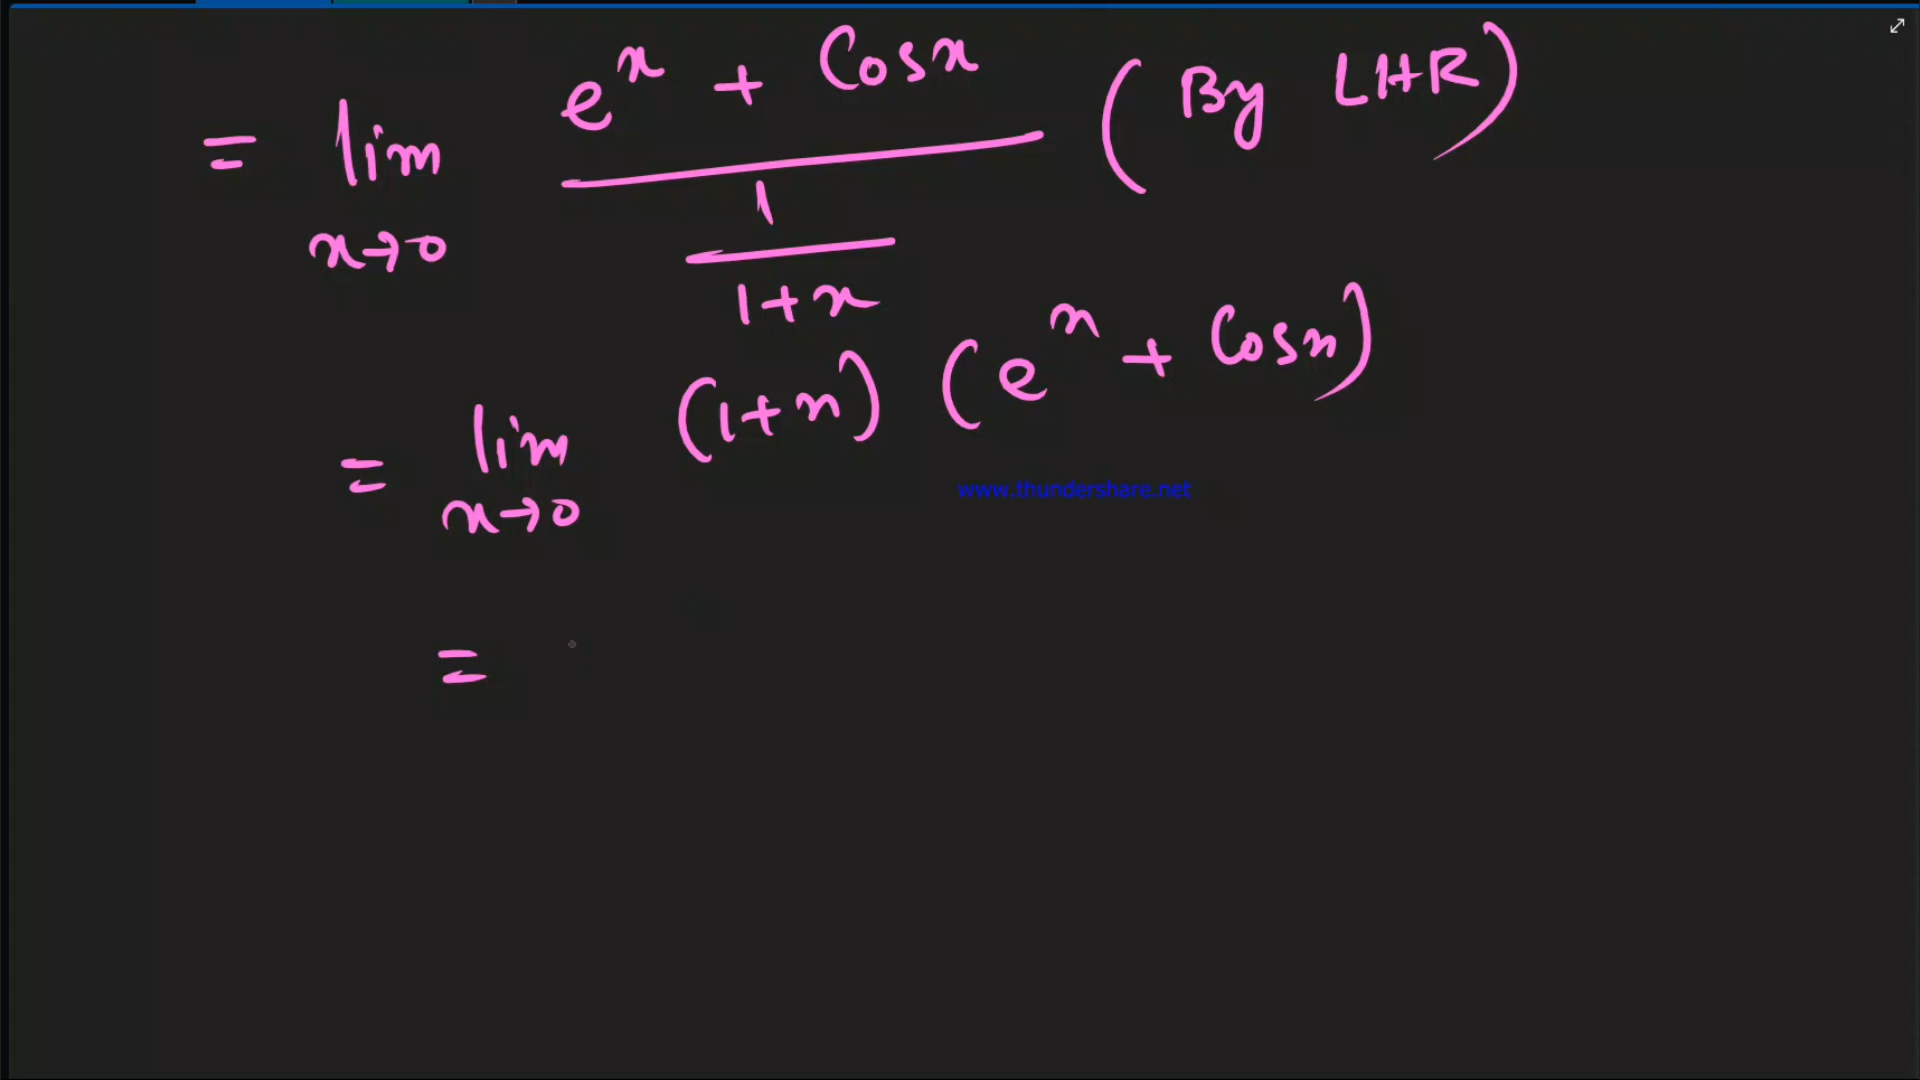 = lim x→0 (e^x + Cosx) / (1/(1+x)) (By LHR)
= lim x→0 (1+x) (e^x + Cosx)
www.thundershare.net
=